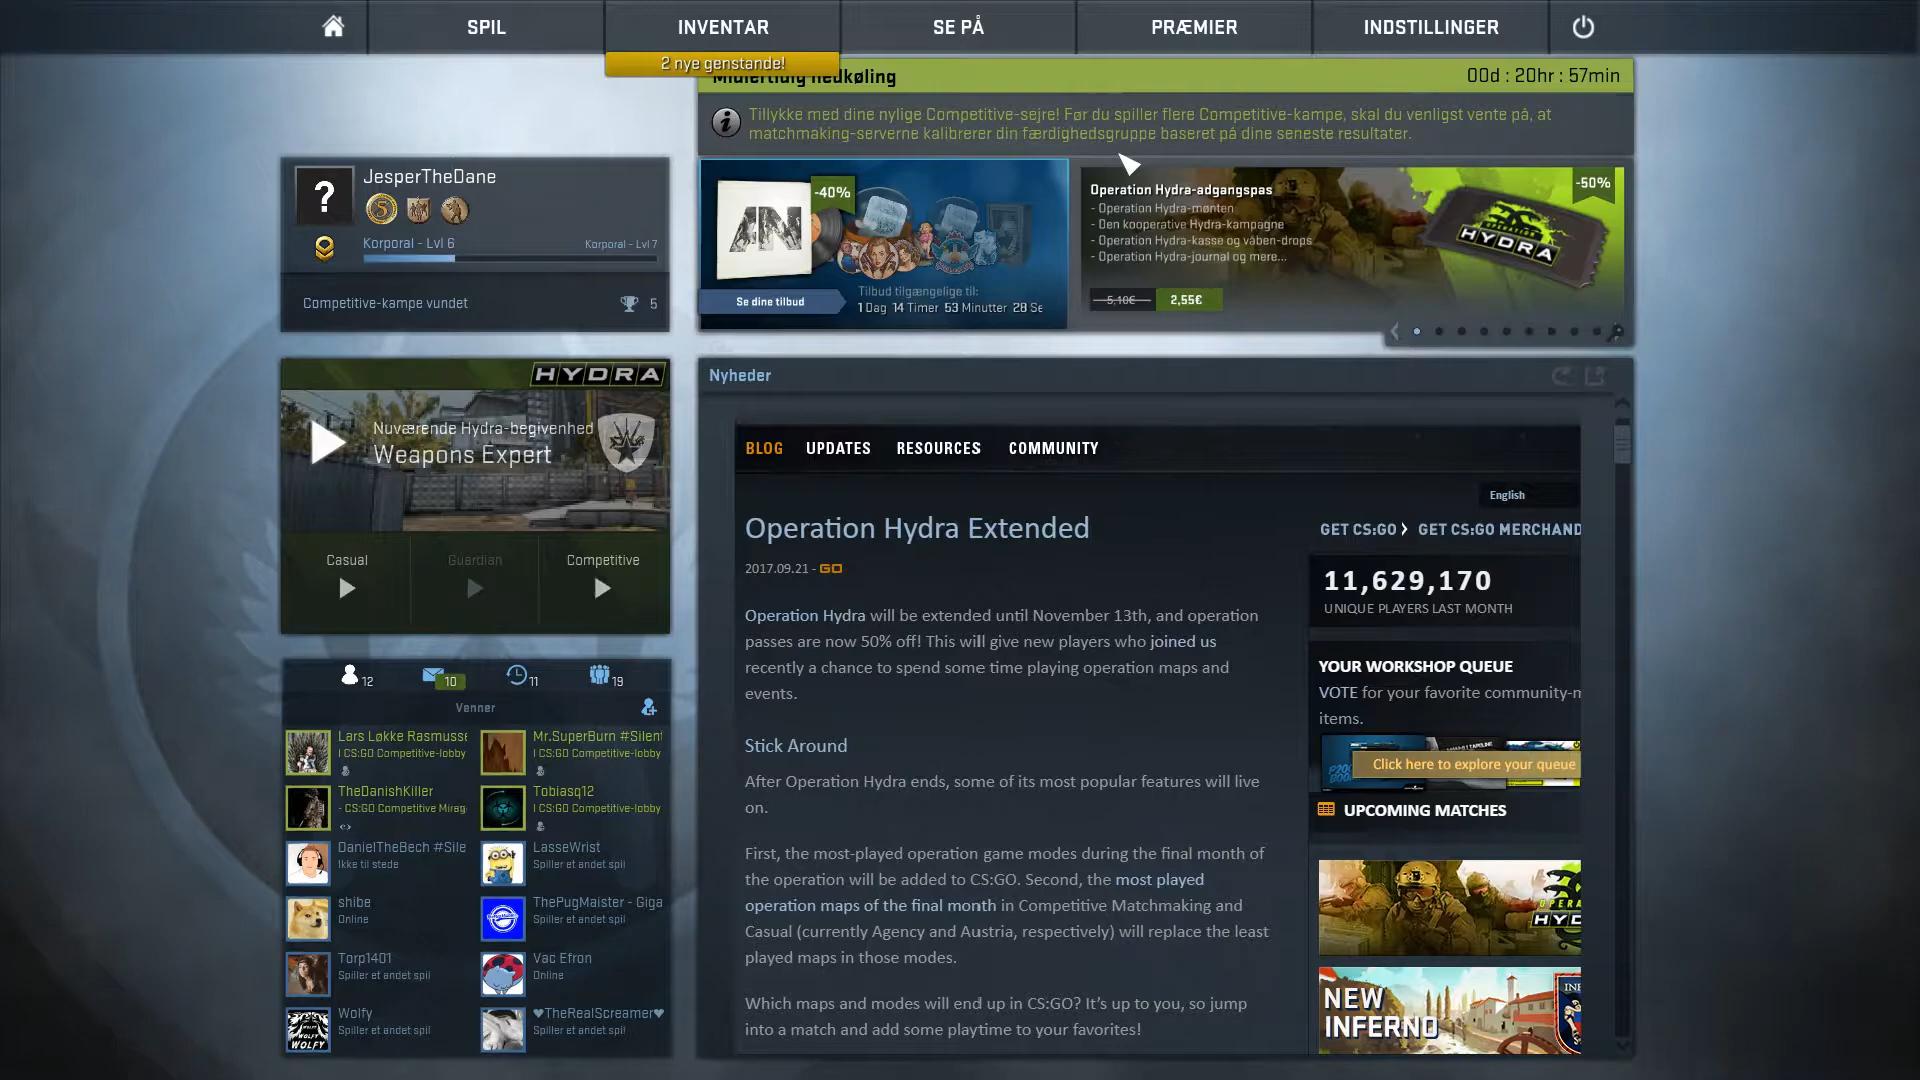 SPIL
INVENTAR
SE PÅ
PRÆMIER
INDSTILLINGER
2 nye genstande!
Midlertidig nedkøling
00d : 20hr : 57min
Tillykke med dine nylige Competitive-sejre! Før du spiller flere Competitive-kampe, skal du venligst vente på, at
matchmaking-serverne kalibrerer din færdighedsgruppe baseret på dine seneste resultater.
?
JesperTheDane
5
Korporal - Lvl 6
Korporal - Lvl 7
Competitive-kampe vundet
5
-40%
AN
Se dine tilbud
Tilbud tilgængelige til:
1 Dag 14 Timer 53 Minutter 28 Se
Operation Hydra-adgangspas
- Operation Hydra-mønten
- Den kooperative Hydra-kampagne
- Operation Hydra-kasse og våben-drops
- Operation Hydra-journal og mere...
5,10€
2,55€
-50%
OPERATION
HYDRA
HYDRA
Nuværende Hydra-begivenhed
Weapons Expert
Casual
Guardian
Competitive
12
10
11
19
Venner
Lars Løkke Rasmusse
I CS:GO Competitive-lobby
Mr.SuperBurn #Silent
I CS:GO Competitive-lobby
TheDanishKiller
- CS:GO Competitive Mirag
Tobiasq12
I CS:GO Competitive-lobby
DanielTheBech #Sile
Ikke til stede
LasseWrist
Spiller et andet spil
shibe
Online
ThePugMaister - Giga
Spiller et andet spil
Torp1401
Spiller et andet spil
Vac Efron
Online
Wolfy
Spiller et andet spil
WOLFY
♥TheRealScreamer♥
Spiller et andet spil
Nyheder
BLOG
UPDATES
RESOURCES
COMMUNITY
English
Operation Hydra Extended
2017.09.21 - GO
Operation Hydra will be extended until November 13th, and operation
passes are now 50% off! This will give new players who joined us
recently a chance to spend some time playing operation maps and
events.
Stick Around
After Operation Hydra ends, some of its most popular features will live
on.
First, the most-played operation game modes during the final month of
the operation will be added to CS:GO. Second, the most played
operation maps of the final month in Competitive Matchmaking and
Casual (currently Agency and Austria, respectively) will replace the least
played maps in those modes.
Which maps and modes will end up in CS:GO? It's up to you, so jump
into a match and add some playtime to your favorites!
GET CS:GO
GET CS:GO MERCHAND
11,629,170
UNIQUE PLAYERS LAST MONTH
YOUR WORKSHOP QUEUE
VOTE for your favorite community-m
items.
Click here to explore your queue
UPCOMING MATCHES
OPERA
HYD
NEW
INFERNO
INF